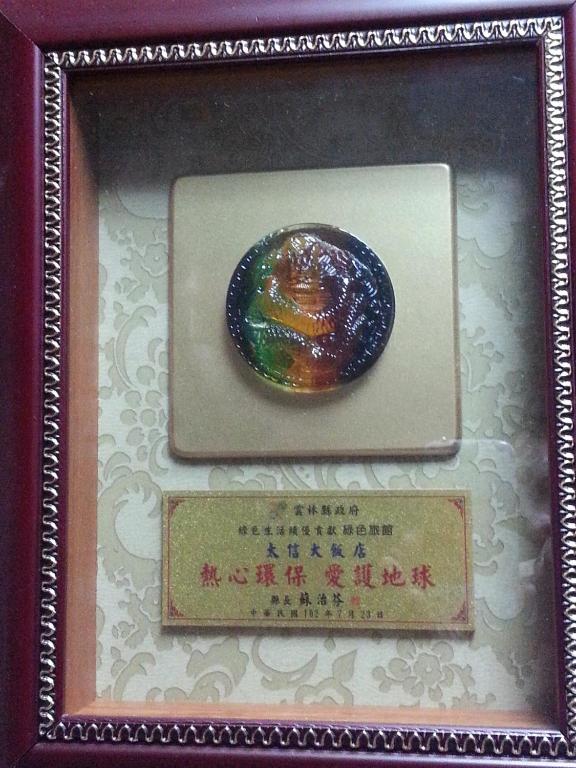 雲林縣政府
綠色生活績優貢獻 綠色旅館
太信大飯店
熱心環保 愛護地球
縣長 蘇治芬
中華民國102年7月23日